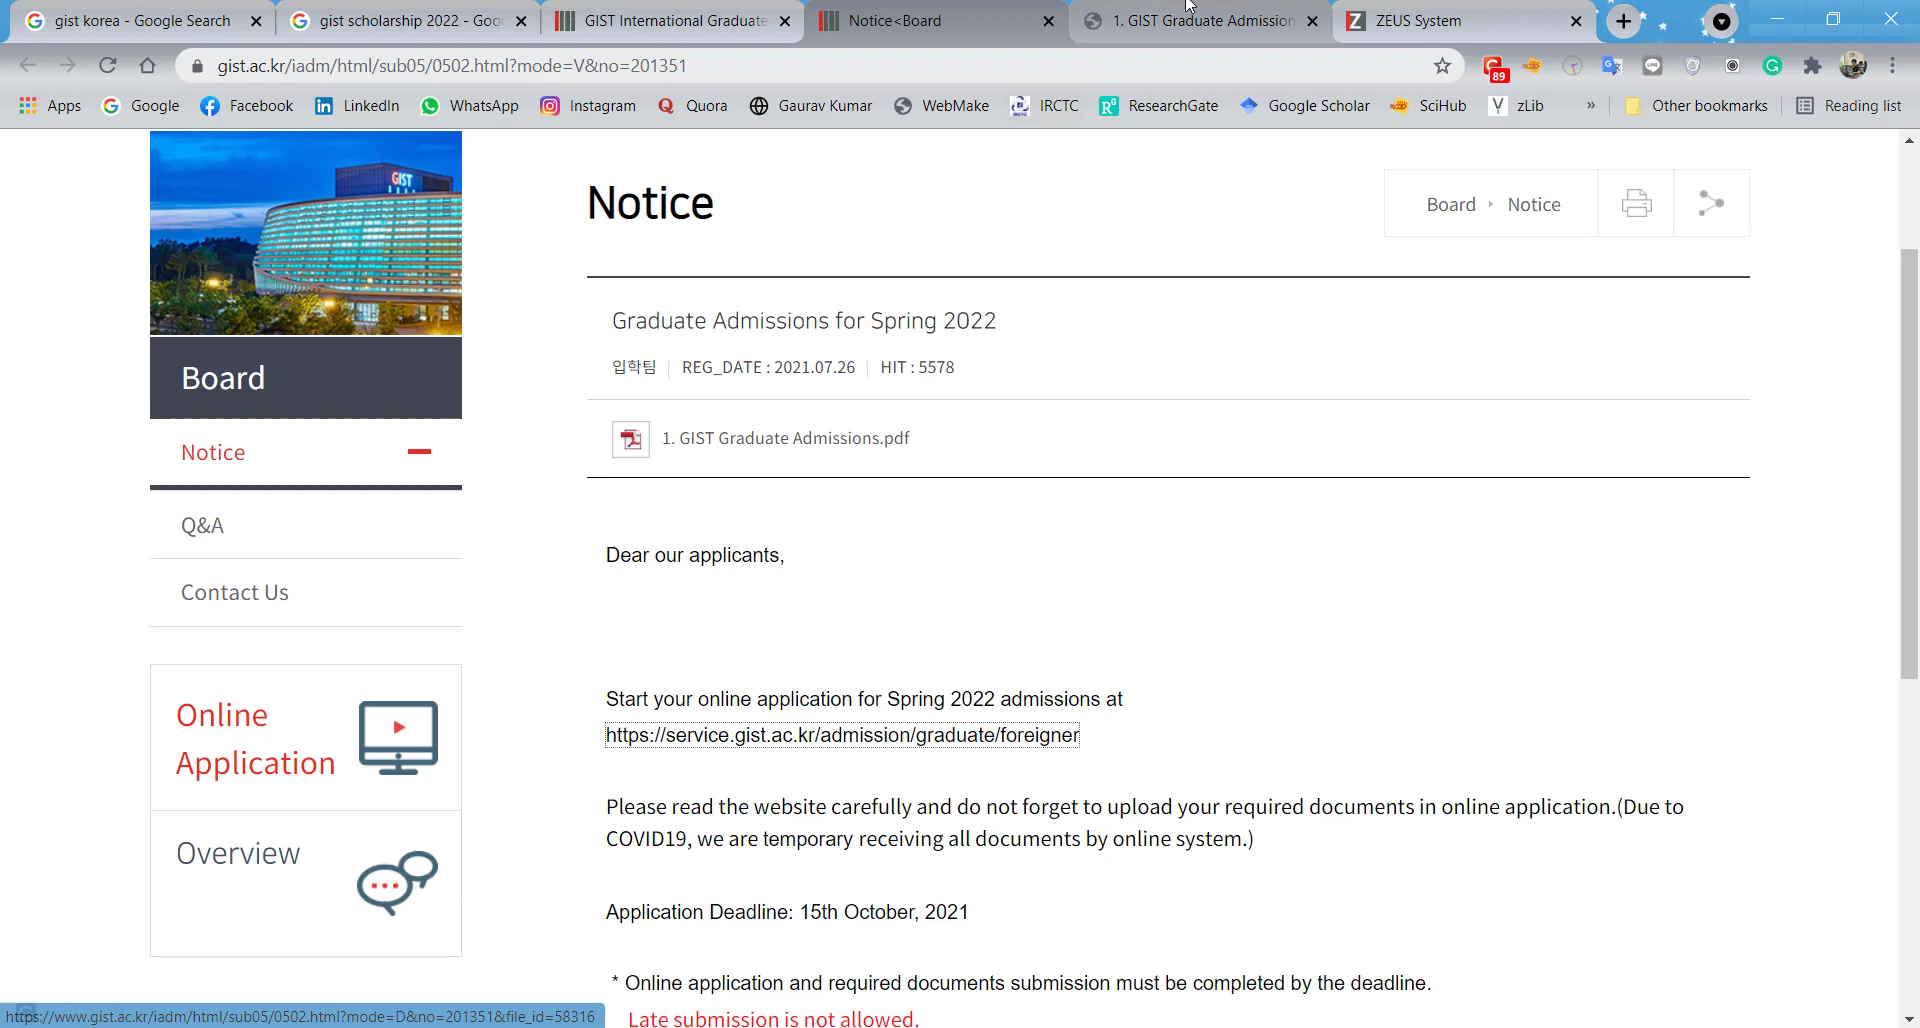 gist korea - Google Search
gist scholarship 2022 - Goo
GIST International Graduate
Notice<Board
1. GIST Graduate Admission
ZEUS System
gist.ac.kr/iadm/html/sub05/0502.html?mode=V&no=201351
89
Apps
Google
Facebook
LinkedIn
WhatsApp
Instagram
Quora
Gaurav Kumar
WebMake
IRCTC
ResearchGate
Google Scholar
SciHub
zLib
»
Other bookmarks
Reading list
GIST
Notice
Board
Notice
Graduate Admissions for Spring 2022
입학팀
REG_DATE : 2021.07.26
HIT : 5578
Board
1. GIST Graduate Admissions.pdf
Notice
Dear our applicants,
Q&A
Contact Us
Start your online application for Spring 2022 admissions at
https://service.gist.ac.kr/admission/graduate/foreigner
Online
Application
Please read the website carefully and do not forget to upload your required documents in online application.(Due to
COVID19, we are temporary receiving all documents by online system.)
Overview
Application Deadline: 15th October, 2021
* Online application and required documents submission must be completed by the deadline.
Late submission is not allowed.
https://www.gist.ac.kr/iadm/html/sub05/0502.html?mode=D&no=201351&file_id=58316